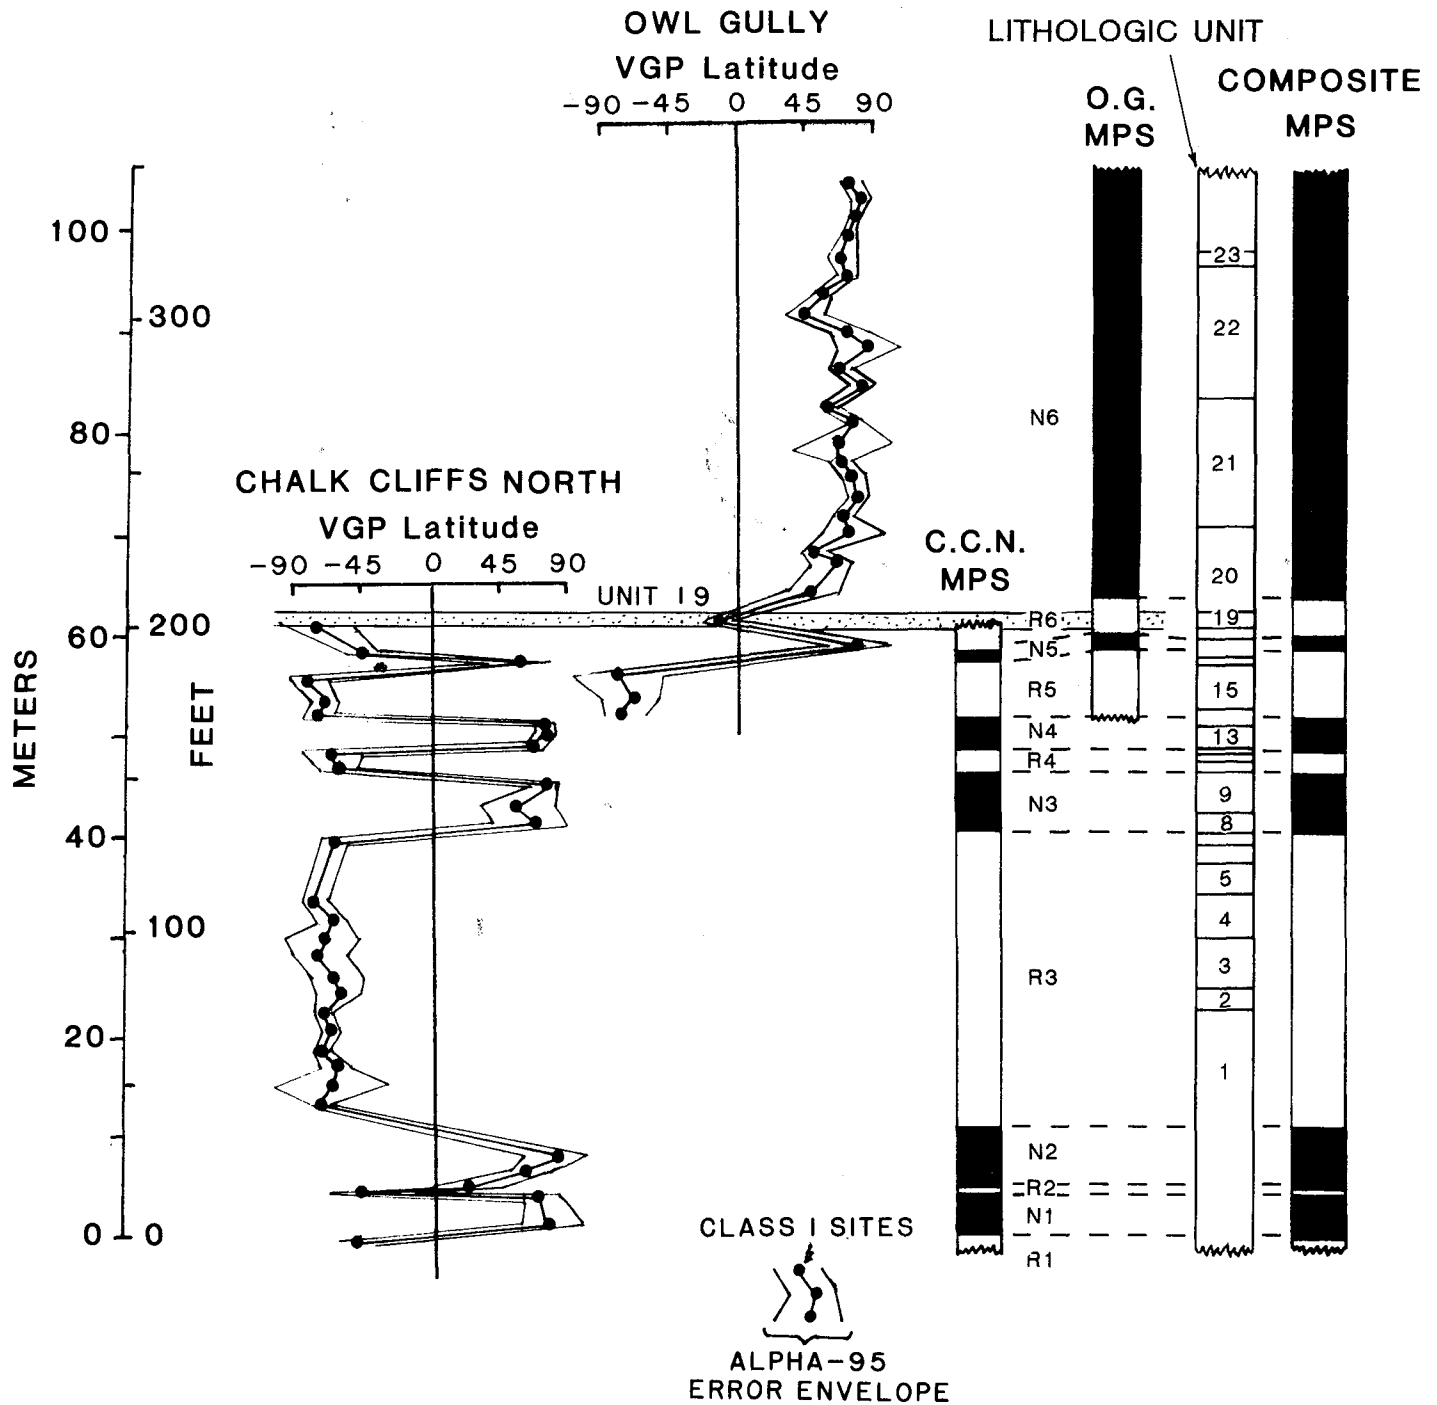 OWL GULLY
VGP Latitude
-90 -45 0 45 90
LITHOLOGIC UNIT
O.G.
MPS
COMPOSITE
MPS
100
300
80
60
200
40
100
20
0
0
METERS
FEET
CHALK CLIFFS NORTH
VGP Latitude
-90 -45 0 45 90
UNIT 19
C.C.N.
MPS
N6
R6
N5
R5
N4
R4
N3
R3
N2
R2
N1
R1
23
22
21
20
19
15
13
9
8
5
4
3
2
1
CLASS I SITES
ALPHA-95
ERROR ENVELOPE